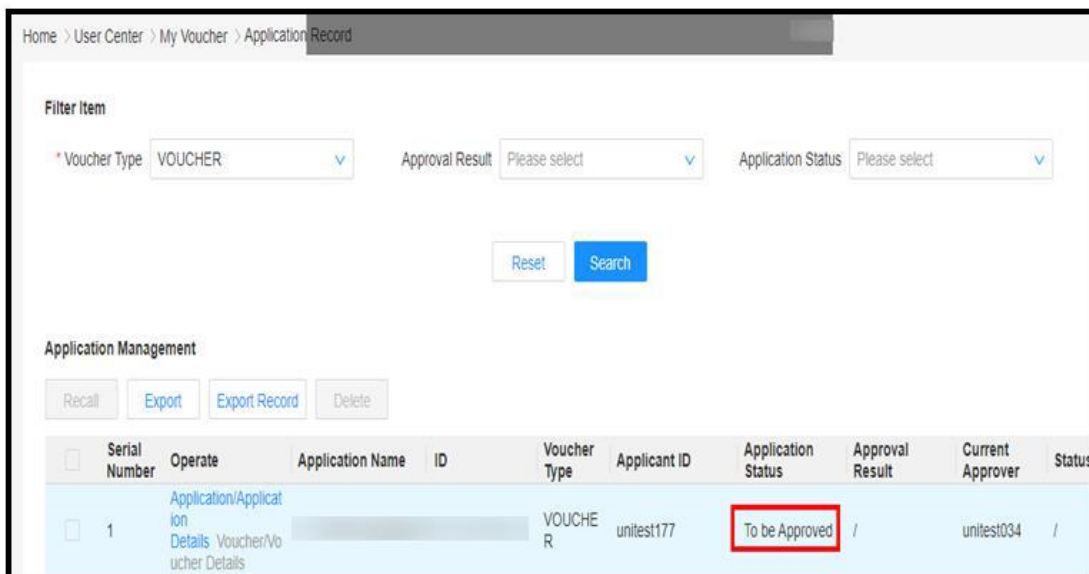 Home > User Center > My Voucher > Application Record
Filter Item
* Voucher Type VOUCHER Approval Result Please select Application Status Please select
Reset Search
Application Management
Recall Export Export Record Delete
Serial Number Operate Application Name ID Voucher Type Applicant ID Application Status Approval Result Current Approver Status
1 Application/Application Details Voucher/Voucher Details VOUCHER unitest177 To be Approved / unitest034 /